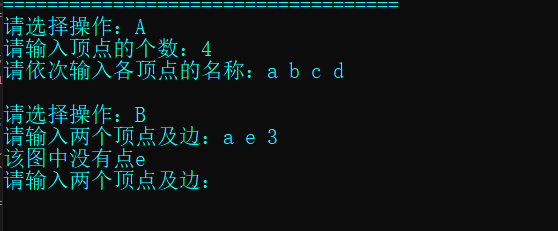 =====================================
请选择操作：A
请输入顶点的个数：4
请依次输入各顶点的名称：a b c d
请选择操作：B
请输入两个顶点及边：a e 3
该图中没有点e
请输入两个顶点及边：